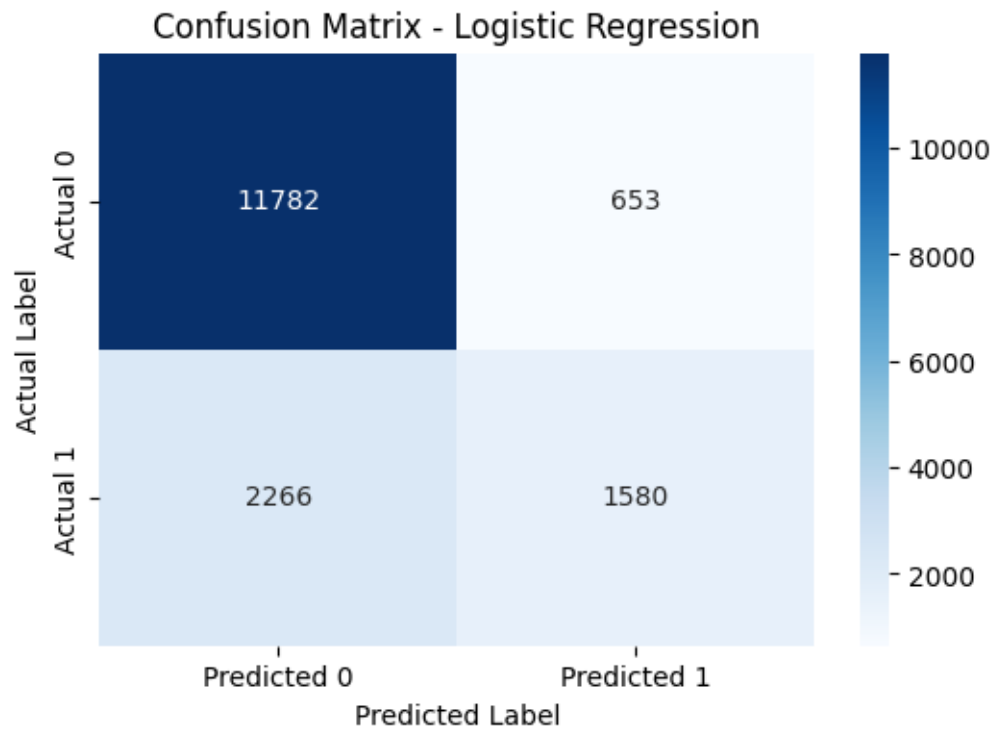 Confusion Matrix - Logistic Regression
Actual Label
Actual 0
11782
653
Actual 1
2266
1580
Predicted 0
Predicted 1
Predicted Label
10000
8000
6000
4000
2000